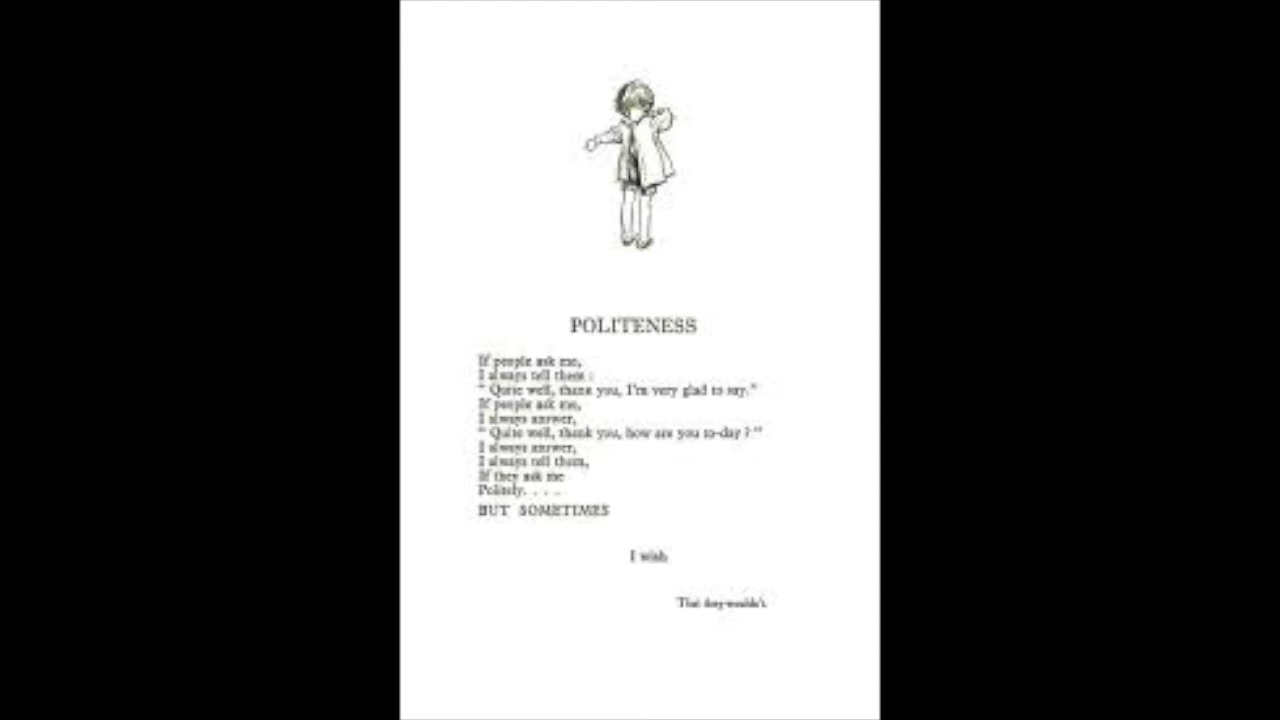 POLITENESS
If people ask me,
I always tell them :
" Quite well, thank you, I'm very glad to say."
If people ask me,
I always answer,
" Quite well, thank you, how are you to-day ? "
I always answer,
I always tell them,
If they ask me
Politely. . . .
BUT SOMETIMES
I wish
That they wouldn't.